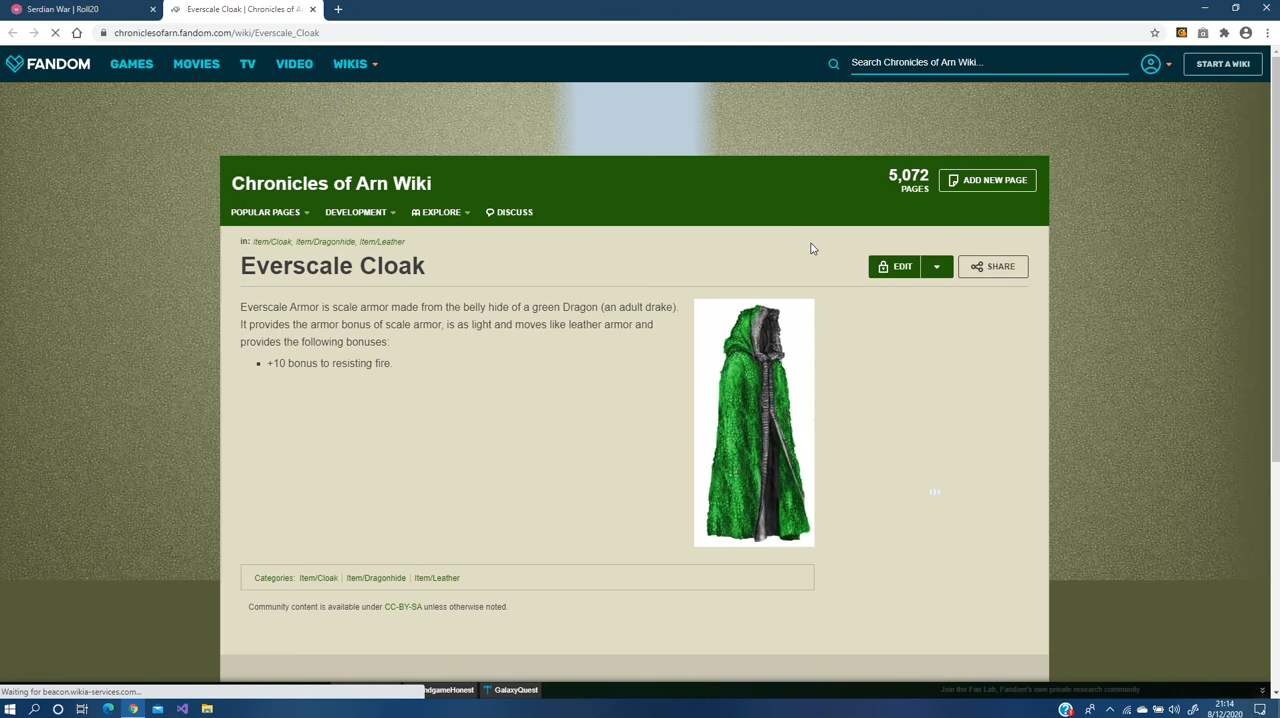 Serdian War | Roll20
Everscale Cloak | Chronicles of A
chroniclesofarn.fandom.com/wiki/Everscale_Cloak
FANDOM GAMES MOVIES TV VIDEO WIKIS
Search Chronicles of Arn Wiki...
START A WIKI
Chronicles of Arn Wiki
5,072
PAGES
ADD NEW PAGE
POPULAR PAGES DEVELOPMENT EXPLORE DISCUSS
in: Item/Cloak, Item/Dragonhide, Item/Leather
Everscale Cloak
EDIT
SHARE
Everscale Armor is scale armor made from the belly hide of a green Dragon (an adult drake).
It provides the armor bonus of scale armor, is as light and moves like leather armor and
provides the following bonuses:
+10 bonus to resisting fire.
Categories: Item/Cloak Item/Dragonhide Item/Leather
Community content is available under CC-BY-SA unless otherwise noted.
Waiting for beacon.wikia-services.com...
ndgameHonest
GalaxyQuest
Join the Fan Lab, Fandom's own private research community
21:14
8/12/2020